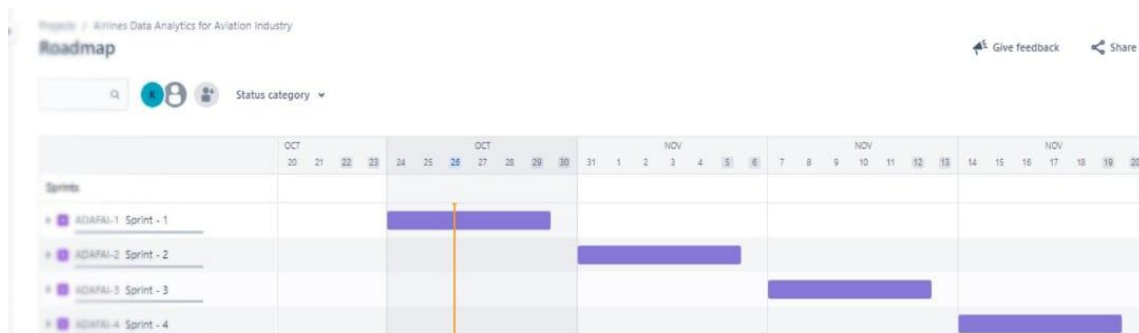 Projects / Airlines Data Analytics for Aviation Industry
Roadmap
Give feedback Share
K Status category
OCT OCT NOV NOV NOV
20 21 22 23 24 25 26 27 28 29 30 31 1 2 3 4 5 6 7 8 9 10 11 12 13 14 15 16 17 18 19 20
Sprints
ADAFAI-1 Sprint - 1
ADAFAI-2 Sprint - 2
ADAFAI-3 Sprint - 3
ADAFAI-4 Sprint - 4